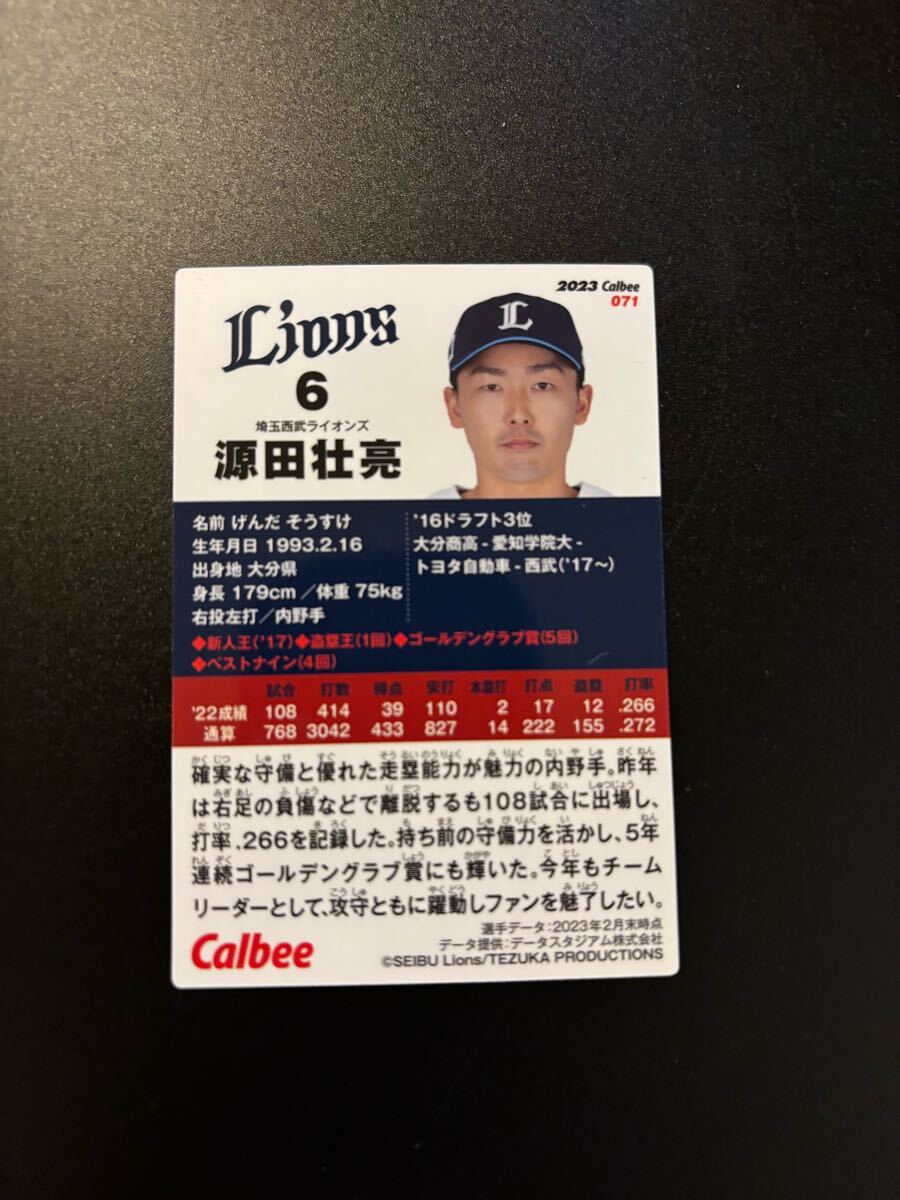 2023 Calbee
071
Lions
L
6
埼玉西武ライオンズ
源田壮亮
名前 げんだ そうすけ
生年月日 1993.2.16
出身地 大分県
身長 179cm／体重 75kg
右投左打／内野手
'16ドラフト3位
大分商高 - 愛知学院大 -
トヨタ自動車 - 西武('17～)
◆新人王('17)◆盗塁王(1回)◆ゴールデングラブ賞(5回)
◆ベストナイン(4回)
試合 打数 得点 安打 本塁打 打点 盗塁 打率
'22成績 108 414 39 110 2 17 12 .266
通算 768 3042 433 827 14 222 155 .272
確実な守備と優れた走塁能力が魅力の内野手。昨年
は右足の負傷などで離脱するも108試合に出場し、
打率.266を記録した。持ち前の守備力を活かし、5年
連続ゴールデングラブ賞にも輝いた。今年もチーム
リーダーとして、攻守ともに躍動しファンを魅了したい。
選手データ：2023年2月末時点
データ提供：データスタジアム株式会社
©SEIBU Lions/TEZUKA PRODUCTIONS
Calbee